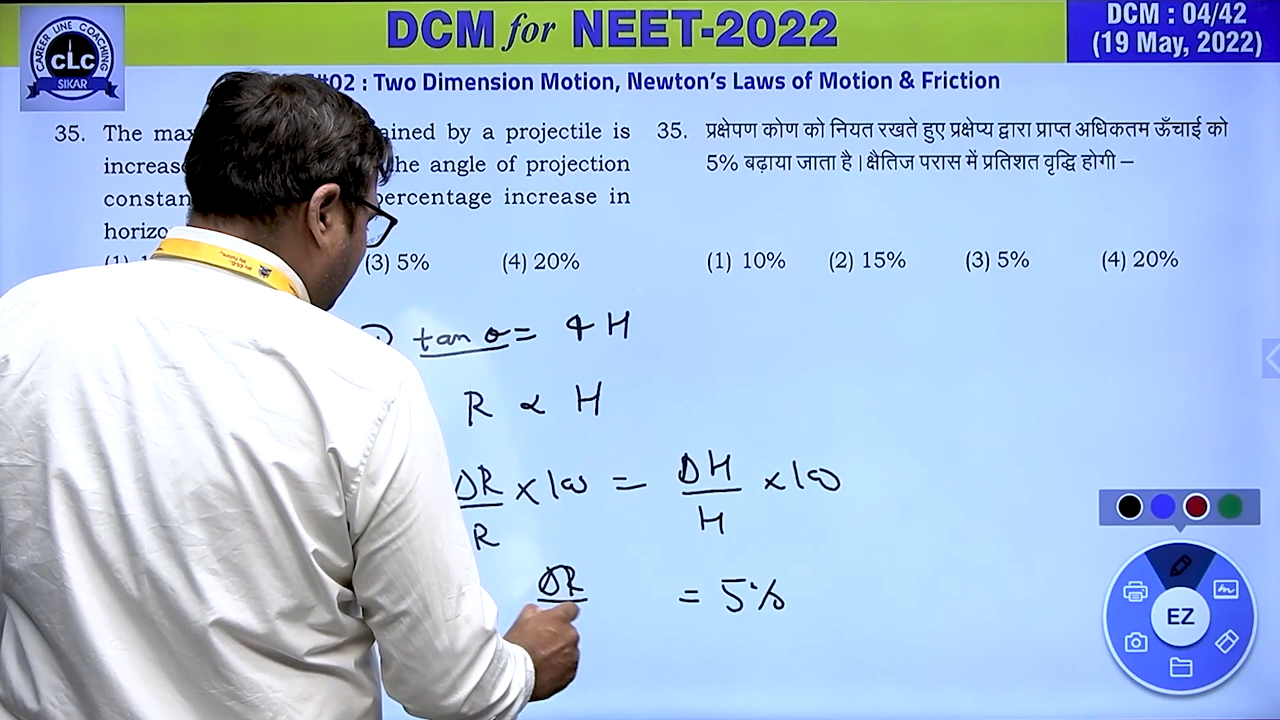 CAREER LINE COACHING
CLC
SIKAR
DCM for NEET-2022
DCM : 04/42
(19 May, 2022)
#02 : Two Dimension Motion, Newton's Laws of Motion & Friction
35. The max ained by a projectile is
increase he angle of projection
constan percentage increase in
horizo
(1) 1 (3) 5% (4) 20%
35. प्रक्षेपण कोण को नियत रखते हुए प्रक्षेप्य द्वारा प्राप्त अधिकतम ऊँचाई को
5% बढ़ाया जाता है। क्षैतिज परास में प्रतिशत वृद्धि होगी –
(1) 10% (2) 15% (3) 5% (4) 20%
tan θ = 4 H
R ∝ H
ΔR/R × 100 = ΔH/H × 100
ΔR = 5%
EZ